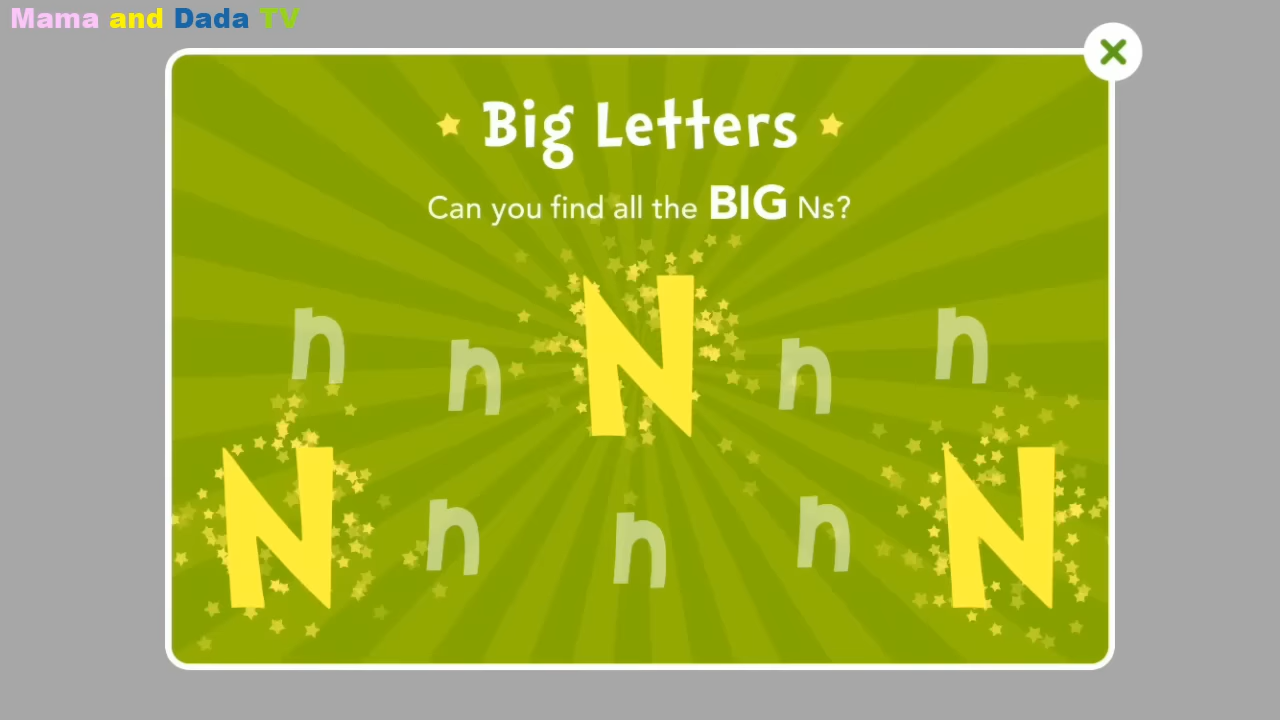 Mama and Dada TV
Big Letters
Can you find all the BIG Ns?
n n N n n
N n n n N